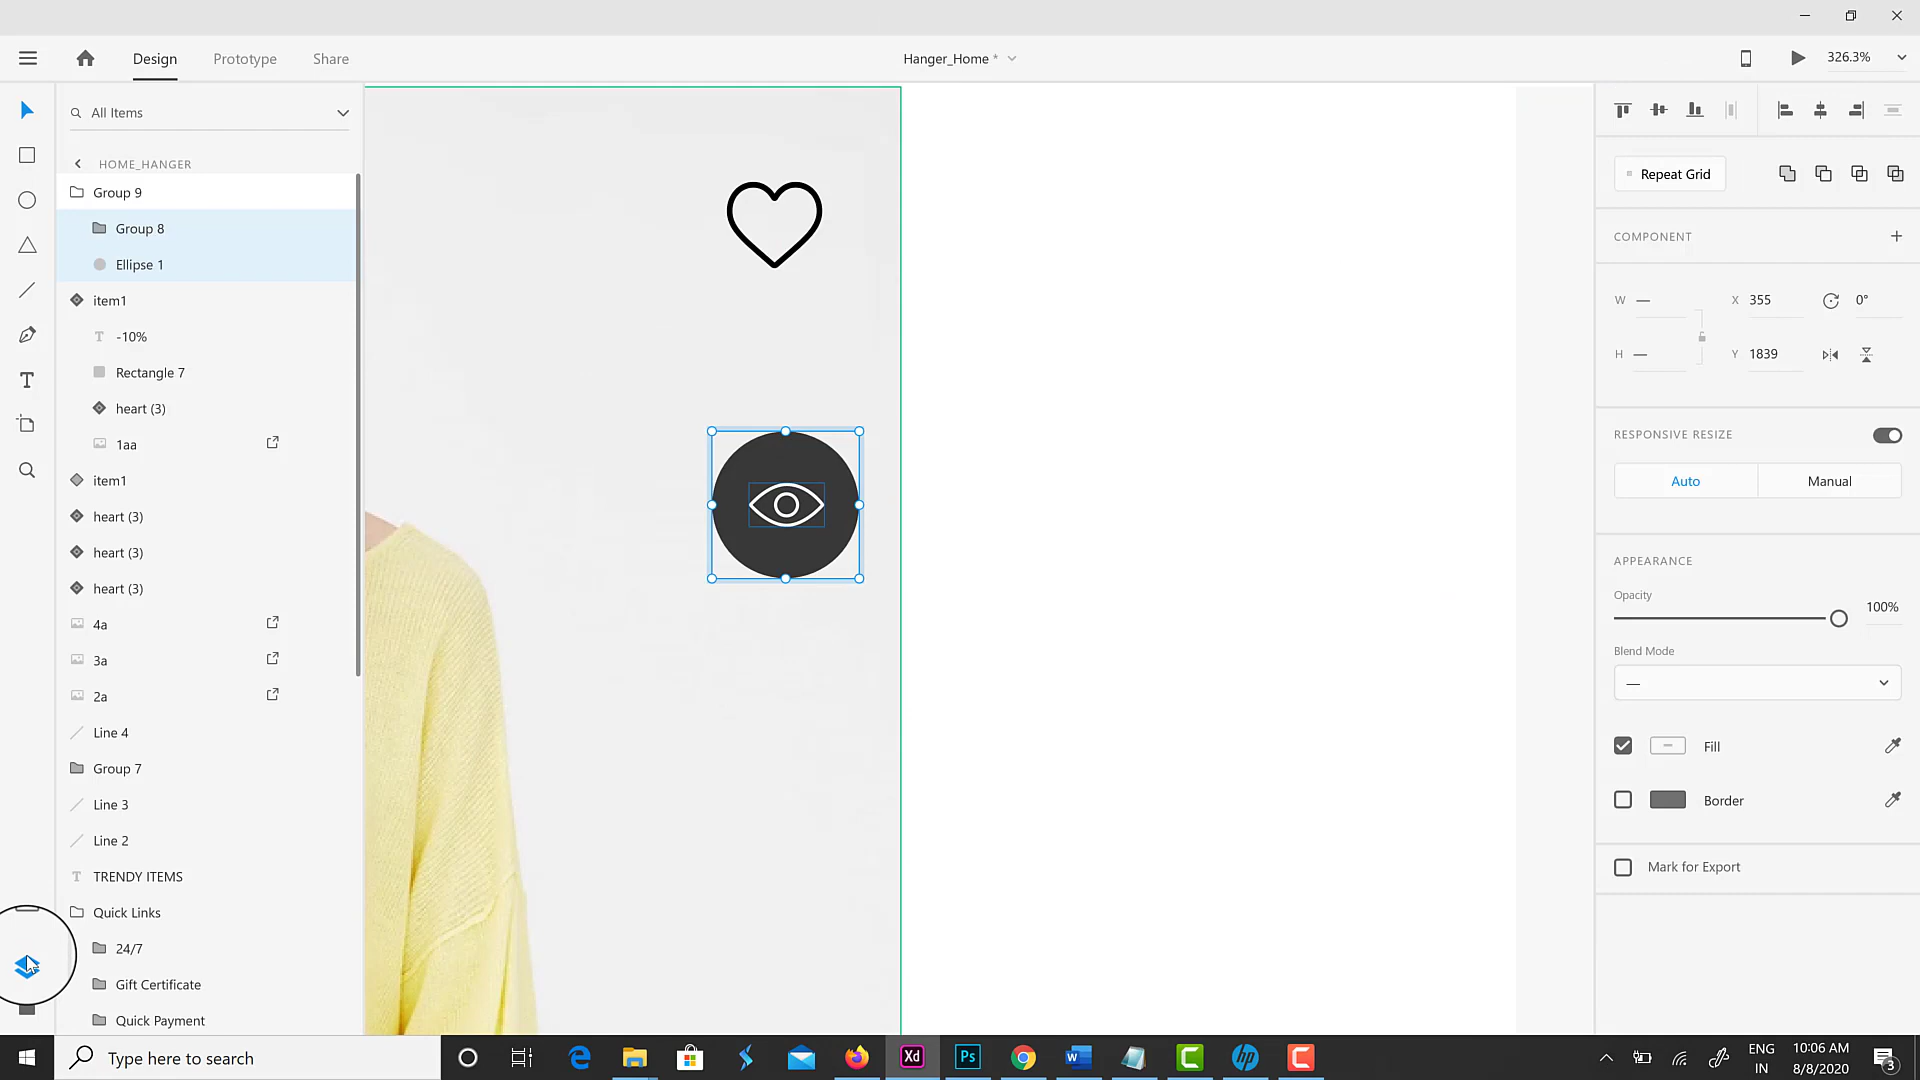 Design
Prototype
Share
Hanger_Home *
326.3%
All Items
HOME_HANGER
Group 9
Group 8
Ellipse 1
item1
-10%
Rectangle 7
heart (3)
1aa
item1
heart (3)
heart (3)
heart (3)
4a
3a
2a
Line 4
Group 7
Line 3
Line 2
TRENDY ITEMS
Quick Links
24/7
Gift Certificate
Quick Payment
Repeat Grid
COMPONENT
W — X 355 0°
H — Y 1839
RESPONSIVE RESIZE
Auto Manual
APPEARANCE
Opacity
100%
Blend Mode
—
Fill
Border
Mark for Export
Type here to search
Xd
Ps
ENG
IN
10:06 AM
8/8/2020
3